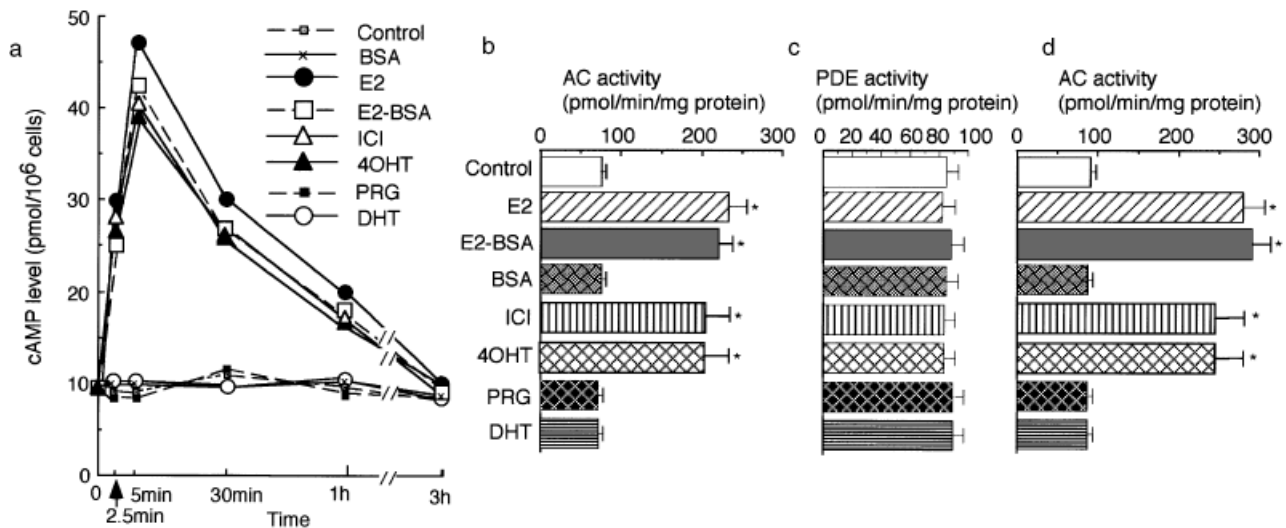 a
50
40
30
20
10
0
cAMP level (pmol/10⁶ cells)
0
2.5min
5min
30min
1h
3h
Time
Control
BSA
E2
E2-BSA
ICI
4OHT
PRG
DHT
b
AC activity
(pmol/min/mg protein)
0 100 200 300
Control
E2
E2-BSA
BSA
ICI
4OHT
PRG
DHT
*
*
*
*
c
PDE activity
(pmol/min/mg protein)
0 20 40 60 80 100
d
AC activity
(pmol/min/mg protein)
0 100 200 300
*
*
*
*